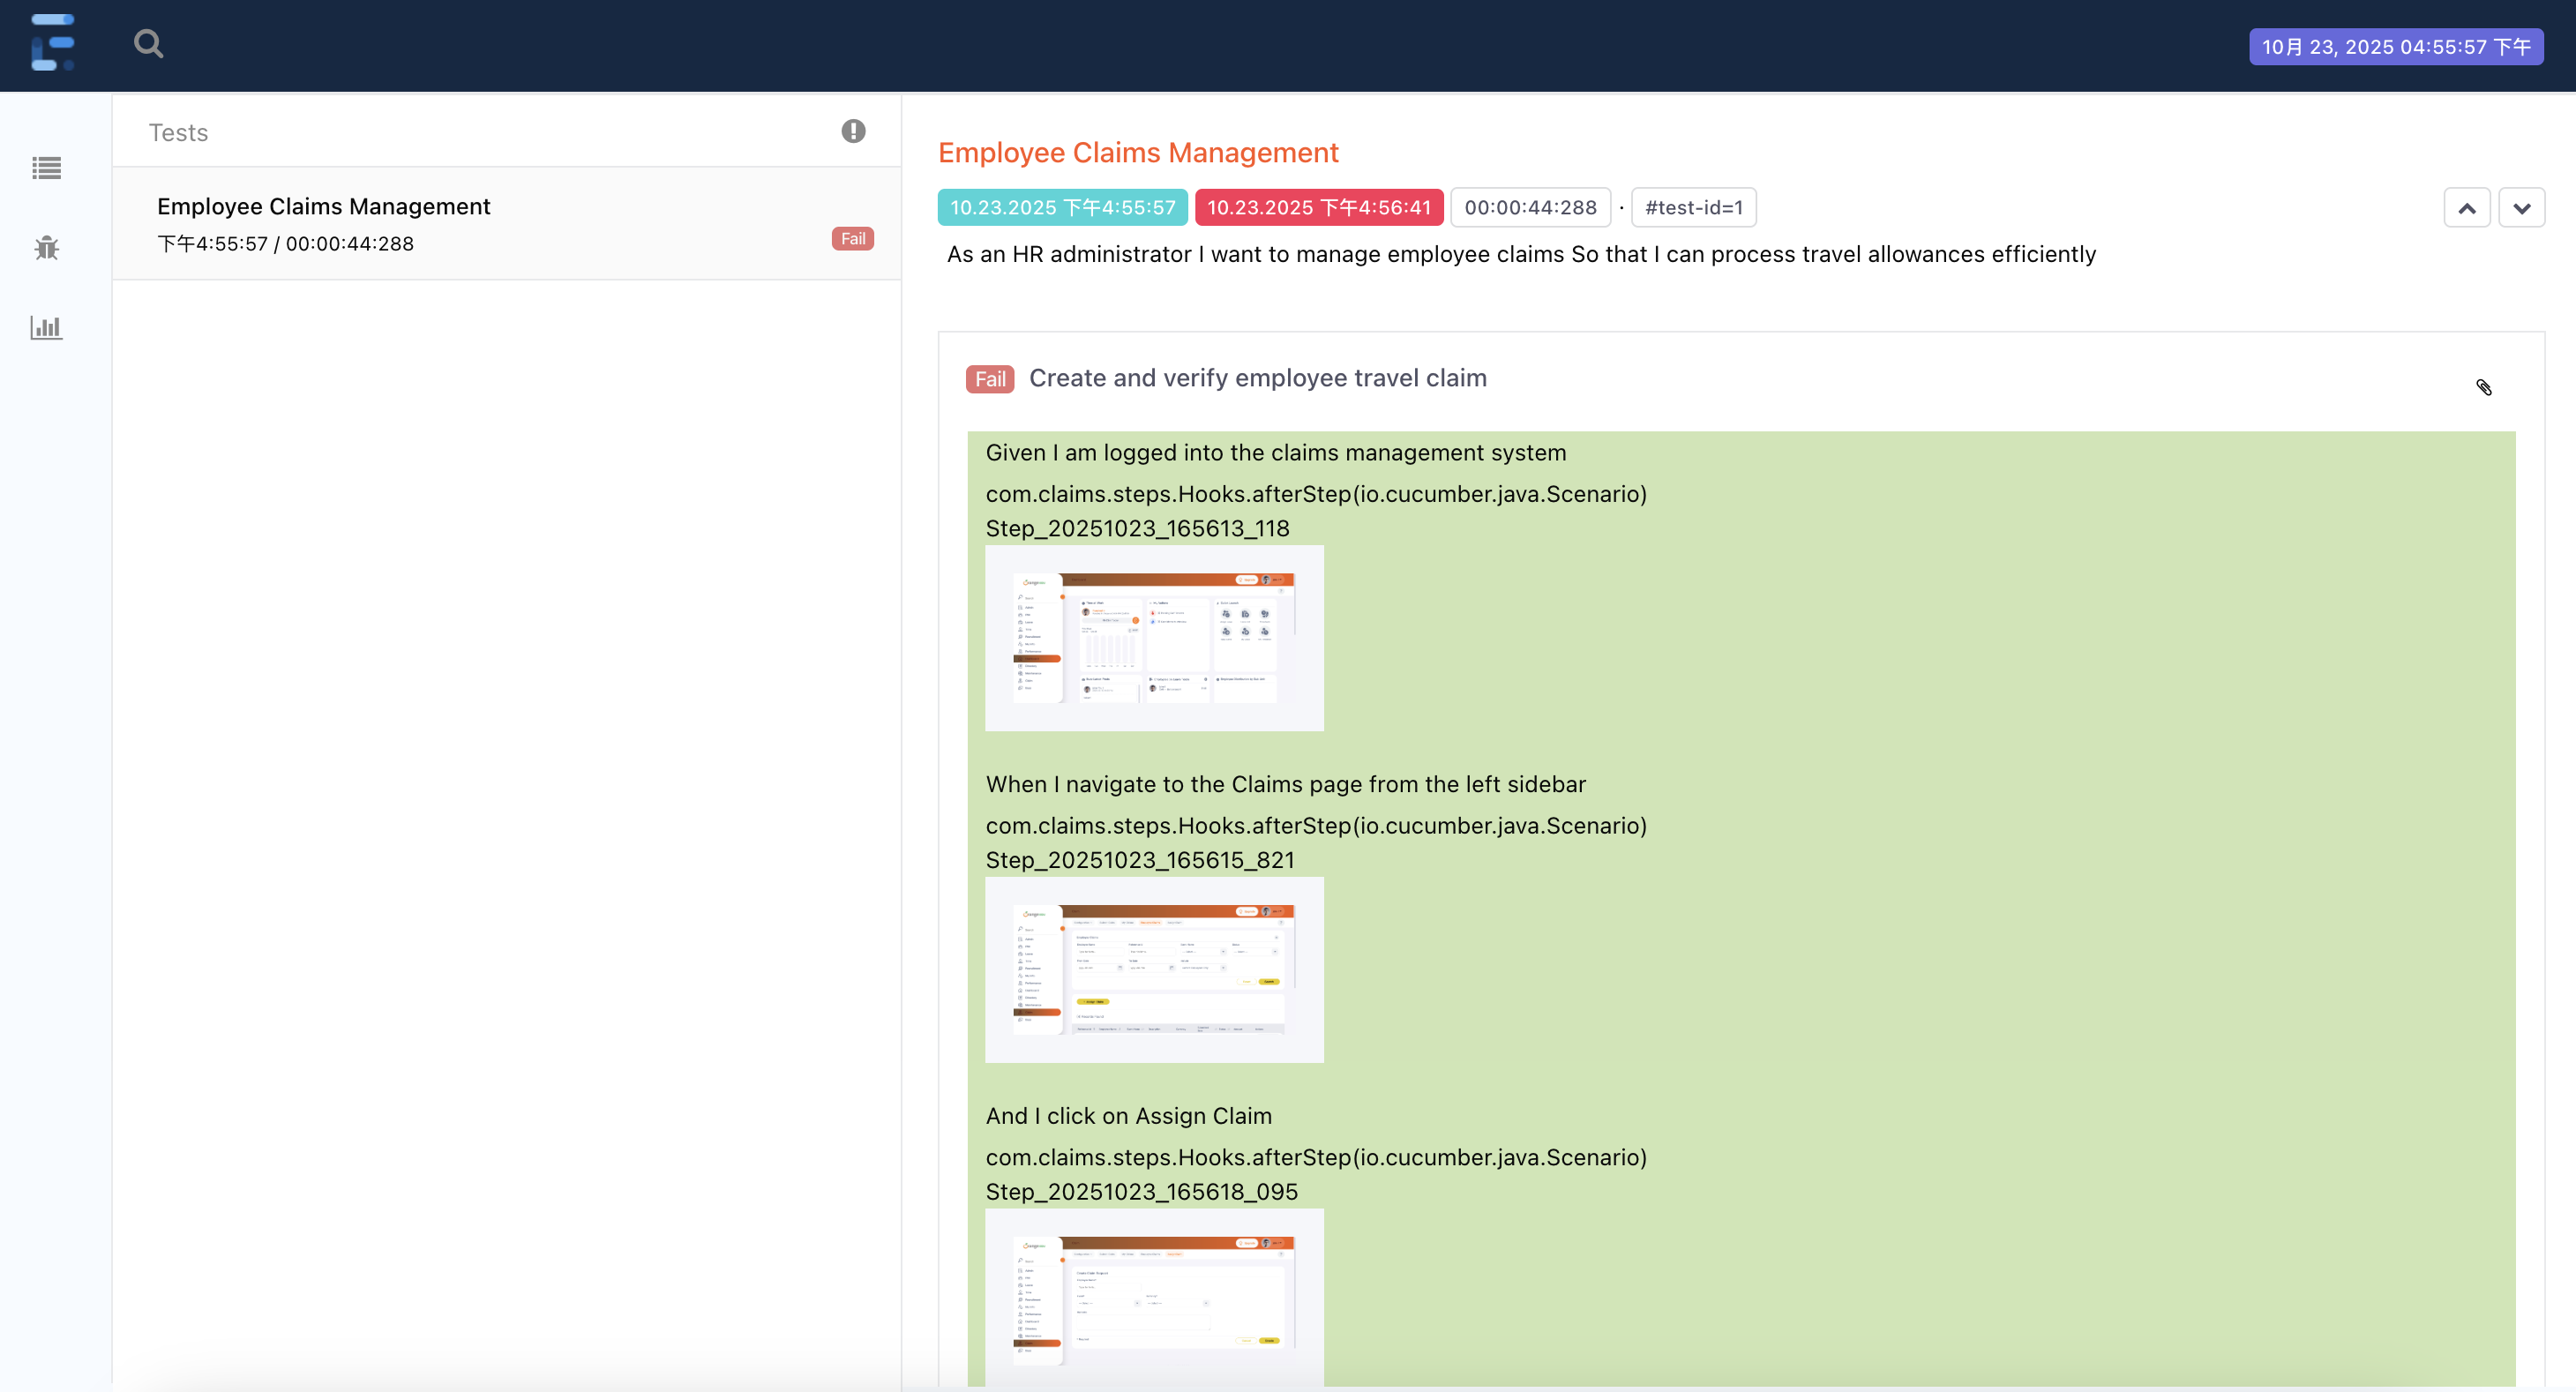 10月 23, 2025 04:55:57 下午
Tests
Employee Claims Management
下午4:55:57 / 00:00:44:288
Fail
Employee Claims Management
10.23.2025 下午4:55:57
10.23.2025 下午4:56:41
00:00:44:288
·
#test-id=1
As an HR administrator I want to manage employee claims So that I can process travel allowances efficiently
Fail
Create and verify employee travel claim
Given I am logged into the claims management system
com.claims.steps.Hooks.afterStep(io.cucumber.java.Scenario)
Step_20251023_165613_118
When I navigate to the Claims page from the left sidebar
com.claims.steps.Hooks.afterStep(io.cucumber.java.Scenario)
Step_20251023_165615_821
And I click on Assign Claim
com.claims.steps.Hooks.afterStep(io.cucumber.java.Scenario)
Step_20251023_165618_095